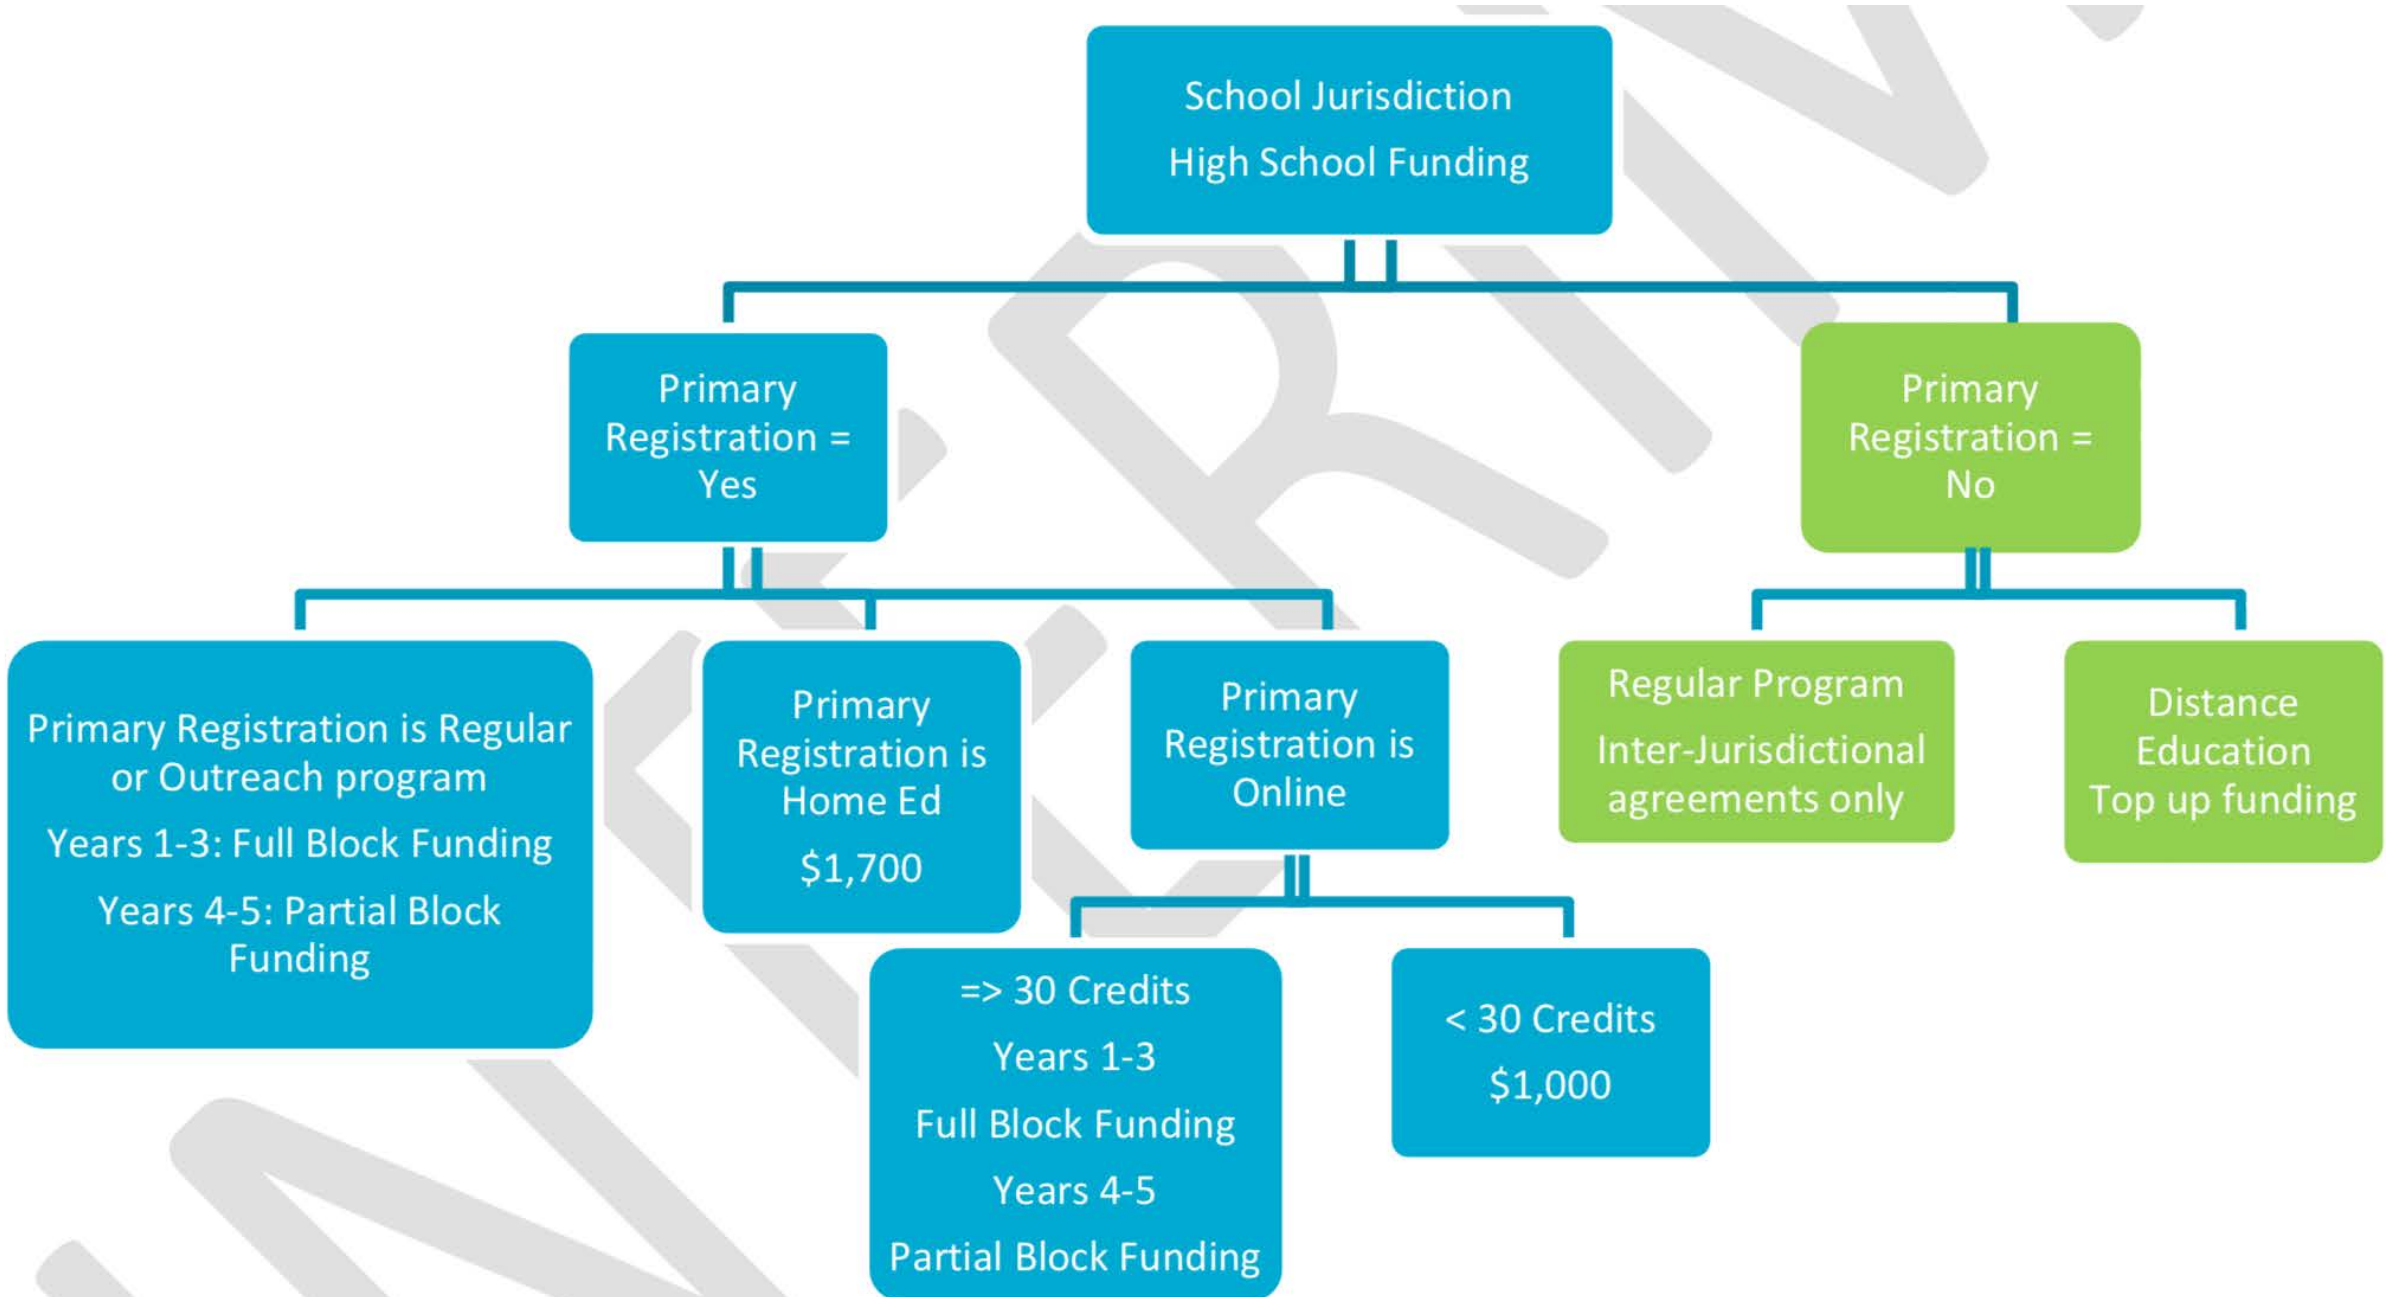 School Jurisdiction
High School Funding
Primary
Registration =
Yes
Primary
Registration =
No
Primary Registration is Regular
or Outreach program
Years 1-3: Full Block Funding
Years 4-5: Partial Block
Funding
Primary
Registration is
Home Ed
$1,700
Primary
Registration is
Online
Regular Program
Inter-Jurisdictional
agreements only
Distance
Education
Top up funding
=> 30 Credits
Years 1-3
Full Block Funding
Years 4-5
Partial Block Funding
< 30 Credits
$1,000